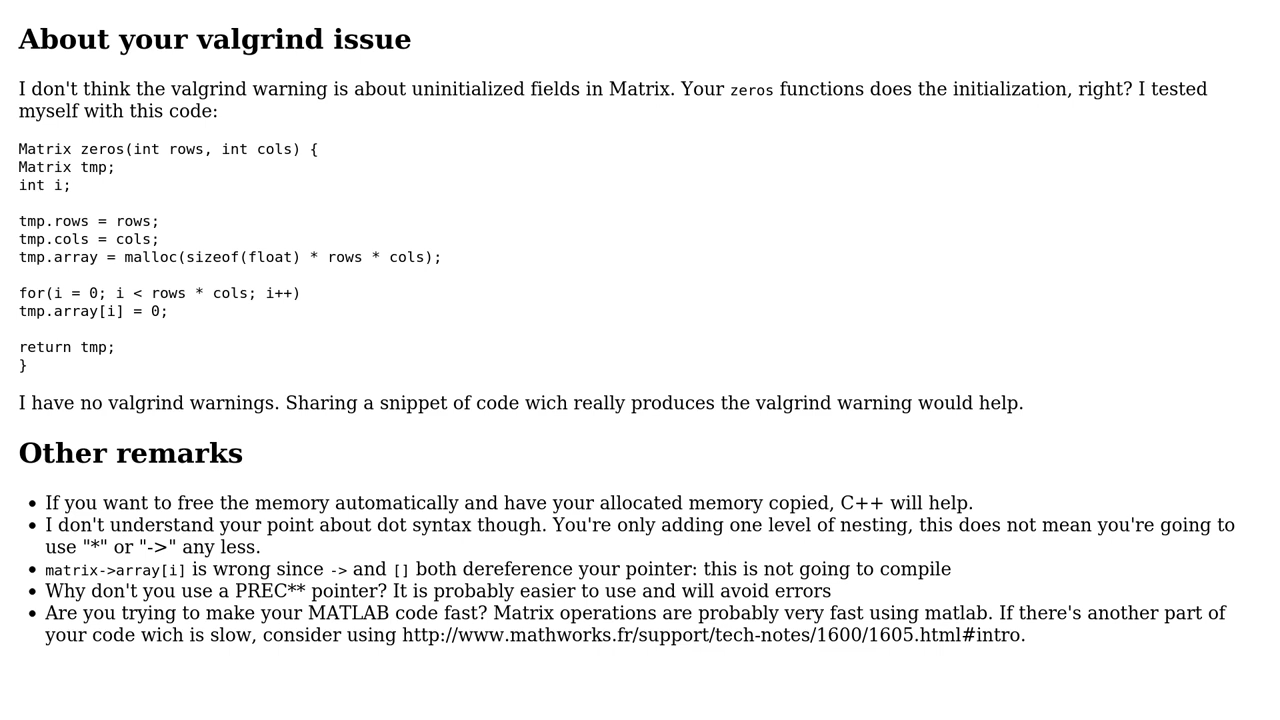 About your valgrind issue
I don't think the valgrind warning is about uninitialized fields in Matrix. Your zeros functions does the initialization, right? I tested
myself with this code:
Matrix zeros(int rows, int cols) {
Matrix tmp;
int i;
tmp.rows = rows;
tmp.cols = cols;
tmp.array = malloc(sizeof(float) * rows * cols);
for(i = 0; i < rows * cols; i++)
tmp.array[i] = 0;
return tmp;
}
I have no valgrind warnings. Sharing a snippet of code wich really produces the valgrind warning would help.
Other remarks
• If you want to free the memory automatically and have your allocated memory copied, C++ will help.
• I don't understand your point about dot syntax though. You're only adding one level of nesting, this does not mean you're going to
use "*" or "->" any less.
• matrix->array[i] is wrong since -> and [] both dereference your pointer: this is not going to compile
• Why don't you use a PREC** pointer? It is probably easier to use and will avoid errors
• Are you trying to make your MATLAB code fast? Matrix operations are probably very fast using matlab. If there's another part of
your code wich is slow, consider using http://www.mathworks.fr/support/tech-notes/1600/1605.html#intro.